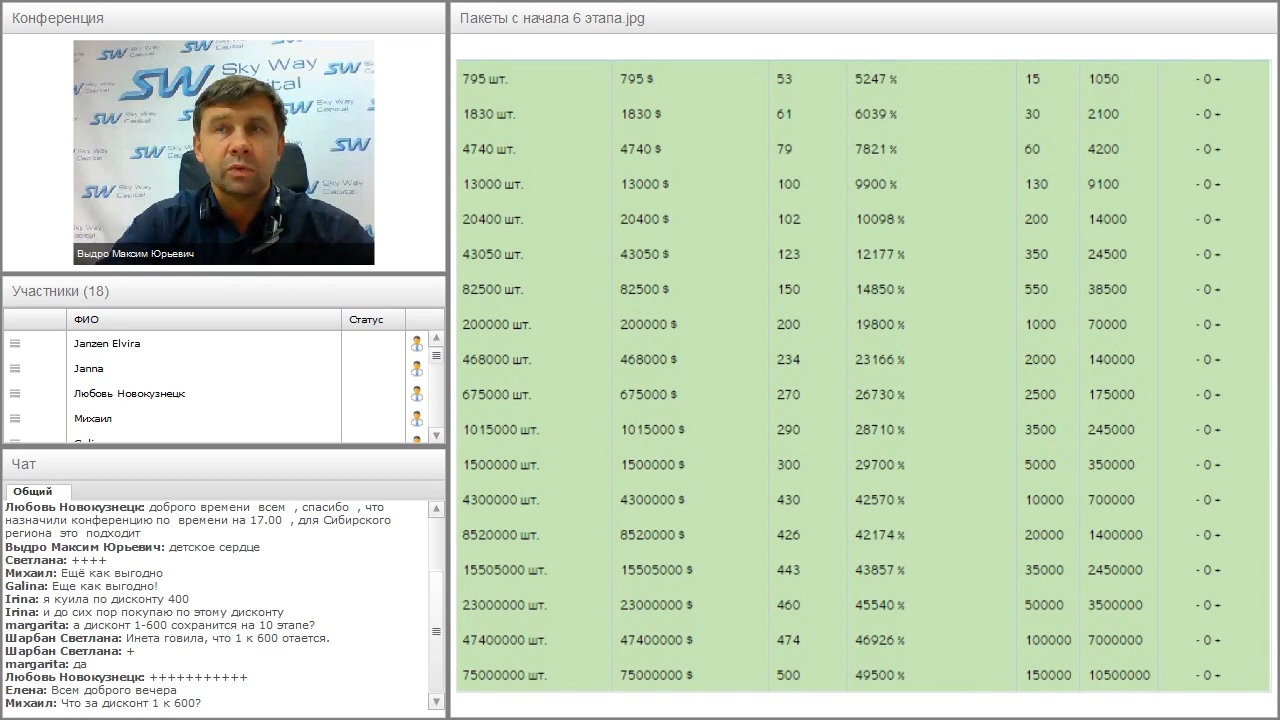 Конференция
SW
Sky Way
Capital
Выдро Максим Юрьевич
Участники (18)
ФИО Статус
Janzen Elvira
Janna
Любовь Новокузнецк
Михаил
Чат
Общий
Любовь Новокузнецк: доброго времени всем , спасибо , что
назначили конференцию по времени на 17.00 , для Сибирского
региона это подходит
Выдро Максим Юрьевич: детское сердце
Светлана: ++++
Михаил: Ещё как выгодно
Galina: Еще как выгодно!
Irina: я куила по дисконту 400
Irina: и до сих пор покупаю по этому дисконту
margarita: а дисконт 1-600 сохранится на 10 этапе?
Шарбан Светлана: Инета говила, что 1 к 600 отается.
Шарбан Светлана: +
margarita: да
Любовь Новокузнецк: +++++++++++
Елена: Всем доброго вечера
Михаил: Что за дисконт 1 к 600?
Пакеты с начала 6 этапа.jpg
795 шт. 795 $ 53 5247 % 15 1050 - 0 +
1830 шт. 1830 $ 61 6039 % 30 2100 - 0 +
4740 шт. 4740 $ 79 7821 % 60 4200 - 0 +
13000 шт. 13000 $ 100 9900 % 130 9100 - 0 +
20400 шт. 20400 $ 102 10098 % 200 14000 - 0 +
43050 шт. 43050 $ 123 12177 % 350 24500 - 0 +
82500 шт. 82500 $ 150 14850 % 550 38500 - 0 +
200000 шт. 200000 $ 200 19800 % 1000 70000 - 0 +
468000 шт. 468000 $ 234 23166 % 2000 140000 - 0 +
675000 шт. 675000 $ 270 26730 % 2500 175000 - 0 +
1015000 шт. 1015000 $ 290 28710 % 3500 245000 - 0 +
1500000 шт. 1500000 $ 300 29700 % 5000 350000 - 0 +
4300000 шт. 4300000 $ 430 42570 % 10000 700000 - 0 +
8520000 шт. 8520000 $ 426 42174 % 20000 1400000 - 0 +
15505000 шт. 15505000 $ 443 43857 % 35000 2450000 - 0 +
23000000 шт. 23000000 $ 460 45540 % 50000 3500000 - 0 +
47400000 шт. 47400000 $ 474 46926 % 100000 7000000 - 0 +
75000000 шт. 75000000 $ 500 49500 % 150000 10500000 - 0 +